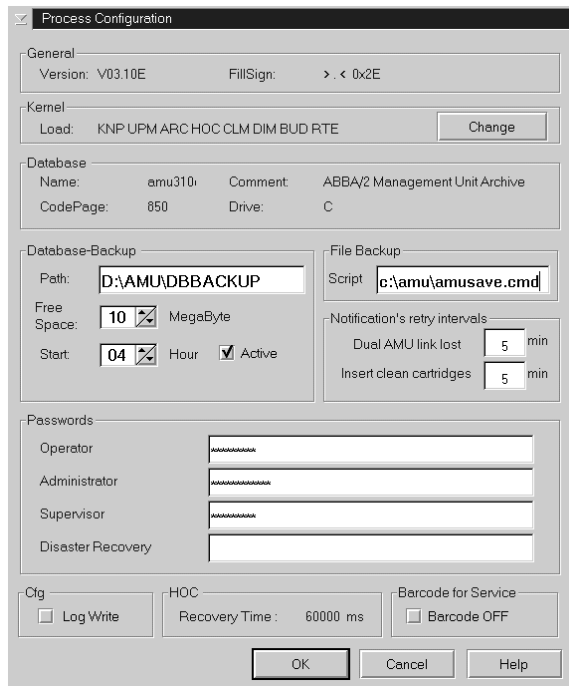 Process Configuration
General
Version: V03.10E FillSign: > . < 0x2E
Kernel
Load: KNP UPM ARC HOC CLM DIM BUD RTE Change
Database
Name: amu310 Comment: ABBA/2 Management Unit Archive
CodePage: 850 Drive: C
Database-Backup
Path: D:\AMU\DBBACKUP
Free Space: 10 MegaByte
Start: 04 Hour Active
File Backup
Script c:\amu\amusave.cmd
Notification's retry intervals
Dual AMU link lost 5 min
Insert clean cartridges 5 min
Passwords
Operator *********
Administrator ************
Supervisor *********
Disaster Recovery
Cfg
Log Write
HOC
Recovery Time : 60000 ms
Barcode for Service
Barcode OFF
OK Cancel Help